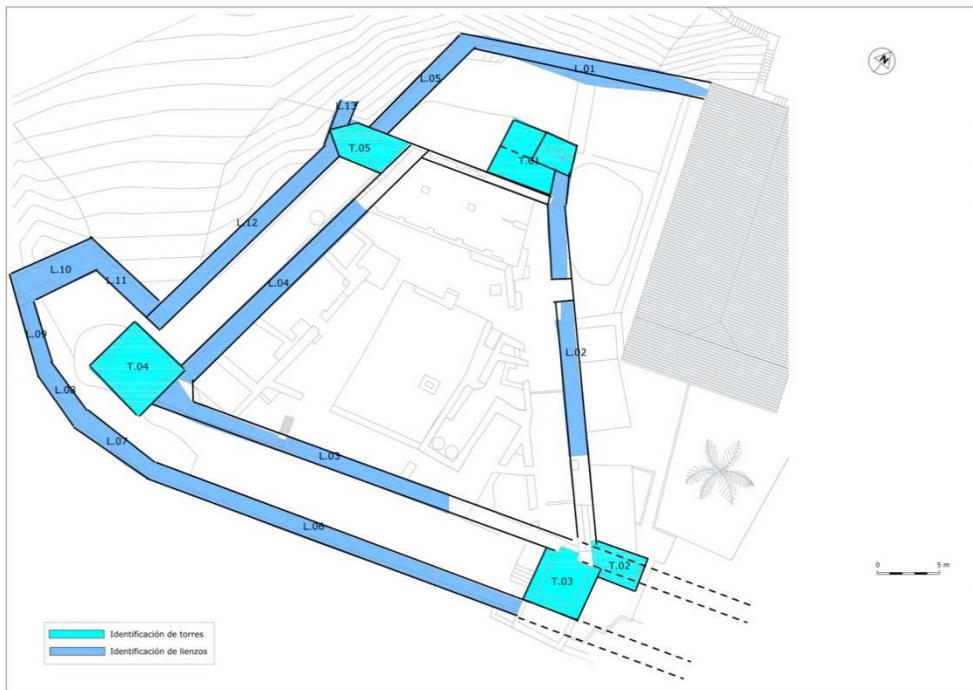 L.01
N
L.05
L.13
T.05
T.01
L.12
L.10
L.11
L.04
L.09
L.02
T.04
L.08
L.07
L.03
L.06
T.02
T.03
0 5 m
Identificación de torres
Identificación de lienzos